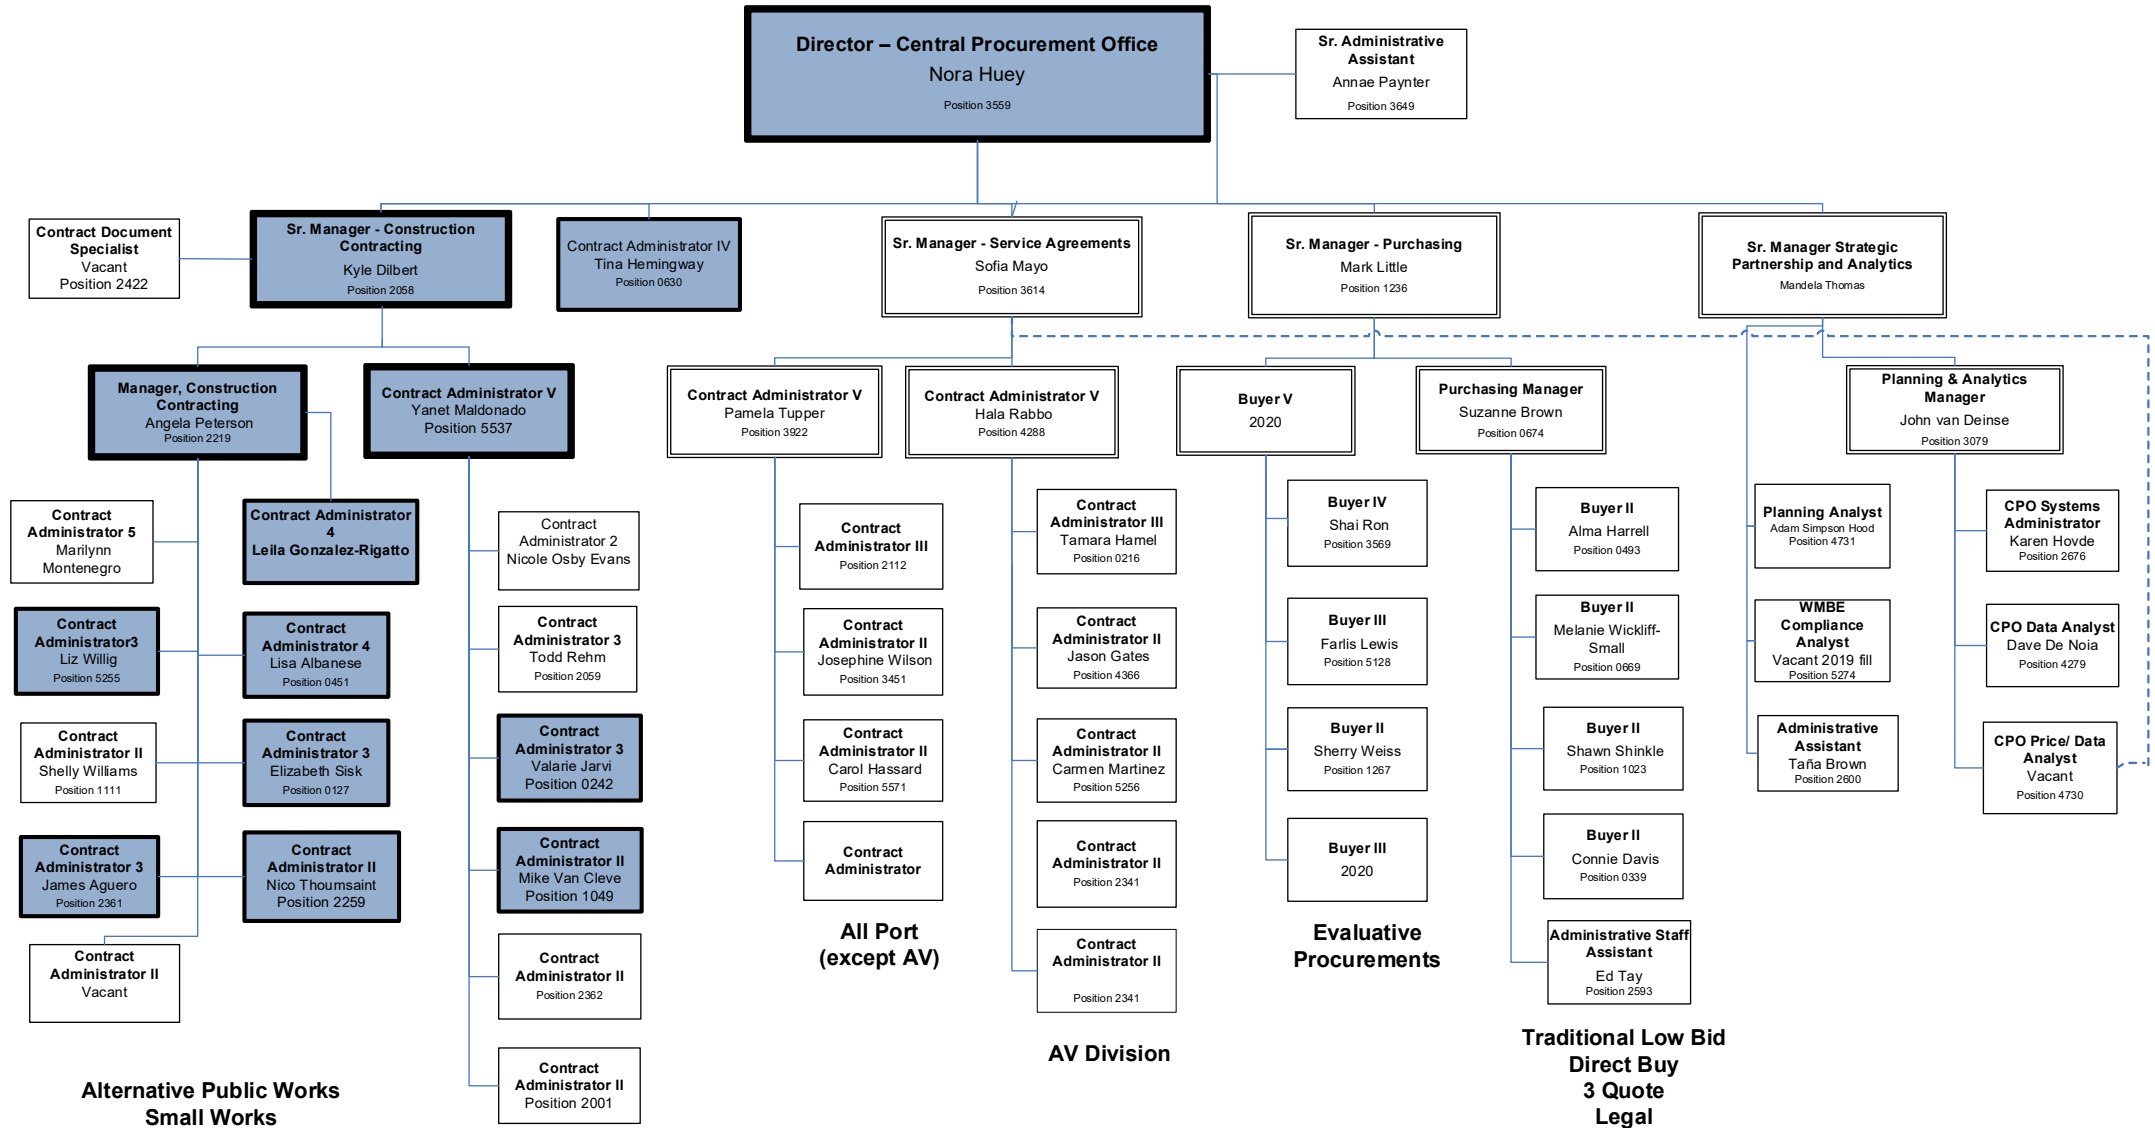 Director – Central Procurement Office
Nora Huey
Position 3559
Sr. Administrative
Assistant
Annae Paynter
Position 3649
Contract Document
Specialist
Vacant
Position 2422
Sr. Manager - Construction
Contracting
Kyle Dilbert
Position 2058
Contract Administrator IV
Tina Hemingway
Position 0630
Sr. Manager - Service Agreements
Sofia Mayo
Position 3614
Sr. Manager - Purchasing
Mark Little
Position 1236
Sr. Manager Strategic
Partnership and Analytics
Mandela Thomas
Manager, Construction
Contracting
Angela Peterson
Position 2219
Contract Administrator V
Yanet Maldonado
Position 5537
Contract Administrator V
Pamela Tupper
Position 3922
Contract Administrator V
Hala Rabbo
Position 4288
Buyer V
2020
Purchasing Manager
Suzanne Brown
Position 0674
Planning & Analytics
Manager
John van Deinse
Position 3079
Contract
Administrator 5
Marilynn
Montenegro
Contract Administrator
4
Leila Gonzalez-Rigatto
Contract
Administrator3
Liz Willig
Position 5255
Contract
Administrator 4
Lisa Albanese
Position 0451
Contract
Administrator II
Shelly Williams
Position 1111
Contract
Administrator 3
Elizabeth Sisk
Position 0127
Contract
Administrator 3
James Aguero
Position 2361
Contract
Administrator II
Nico Thoumsaint
Position 2259
Contract
Administrator II
Vacant
Alternative Public Works
Small Works
Contract
Administrator 2
Nicole Osby Evans
Contract
Administrator 3
Todd Rehm
Position 2059
Contract
Administrator 3
Valarie Jarvi
Position 0242
Contract
Administrator II
Mike Van Cleve
Position 1049
Contract
Administrator II
Position 2362
Contract
Administrator II
Position 2001
Contract
Administrator III
Position 2112
Contract
Administrator II
Josephine Wilson
Position 3451
Contract
Administrator II
Carol Hassard
Position 5571
Contract
Administrator
All Port
(except AV)
Contract
Administrator III
Tamara Hamel
Position 0216
Contract
Administrator II
Jason Gates
Position 4366
Contract
Administrator II
Carmen Martinez
Position 5256
Contract
Administrator II
Position 2341
Contract
Administrator II
Position 2341
AV Division
Buyer IV
Shai Ron
Position 3569
Buyer III
Farlis Lewis
Position 5128
Buyer II
Sherry Weiss
Position 1267
Buyer III
2020
Evaluative
Procurements
Buyer II
Alma Harrell
Position 0493
Buyer II
Melanie Wickliff-
Small
Position 0669
Buyer II
Shawn Shinkle
Position 1023
Buyer II
Connie Davis
Position 0339
Administrative Staff
Assistant
Ed Tay
Position 2593
Traditional Low Bid
Direct Buy
3 Quote
Legal
Planning Analyst
Adam Simpson Hood
Position 4731
WMBE
Compliance
Analyst
Vacant 2019 fill
Position 5274
Administrative
Assistant
Taña Brown
Position 2600
CPO Systems
Administrator
Karen Hovde
Position 2676
CPO Data Analyst
Dave De Noia
Position 4279
CPO Price/ Data
Analyst
Vacant
Position 4730